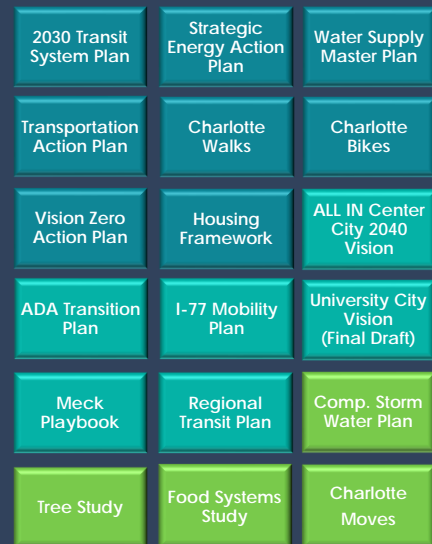 2030 Transit
System Plan
Strategic
Energy Action
Plan
Water Supply
Master Plan
Transportation
Action Plan
Charlotte
Walks
Charlotte
Bikes
Vision Zero
Action Plan
Housing
Framework
ALL IN Center
City 2040
Vision
ADA Transition
Plan
I-77 Mobility
Plan
University City
Vision
(Final Draft)
Meck
Playbook
Regional
Transit Plan
Comp. Storm
Water Plan
Tree Study
Food Systems
Study
Charlotte
Moves